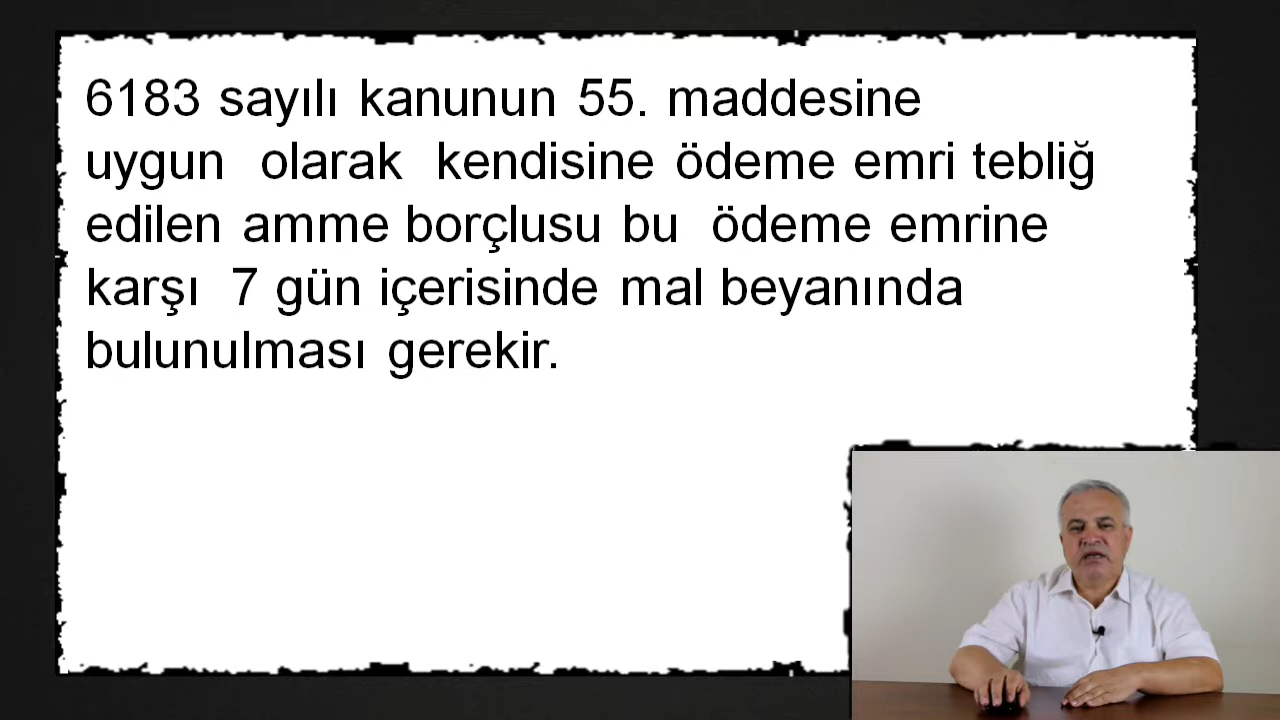 6183 sayılı kanunun 55. maddesine
uygun olarak kendisine ödeme emri tebliğ
edilen amme borçlusu bu ödeme emrine
karşı 7 gün içerisinde mal beyanında
bulunulması gerekir.